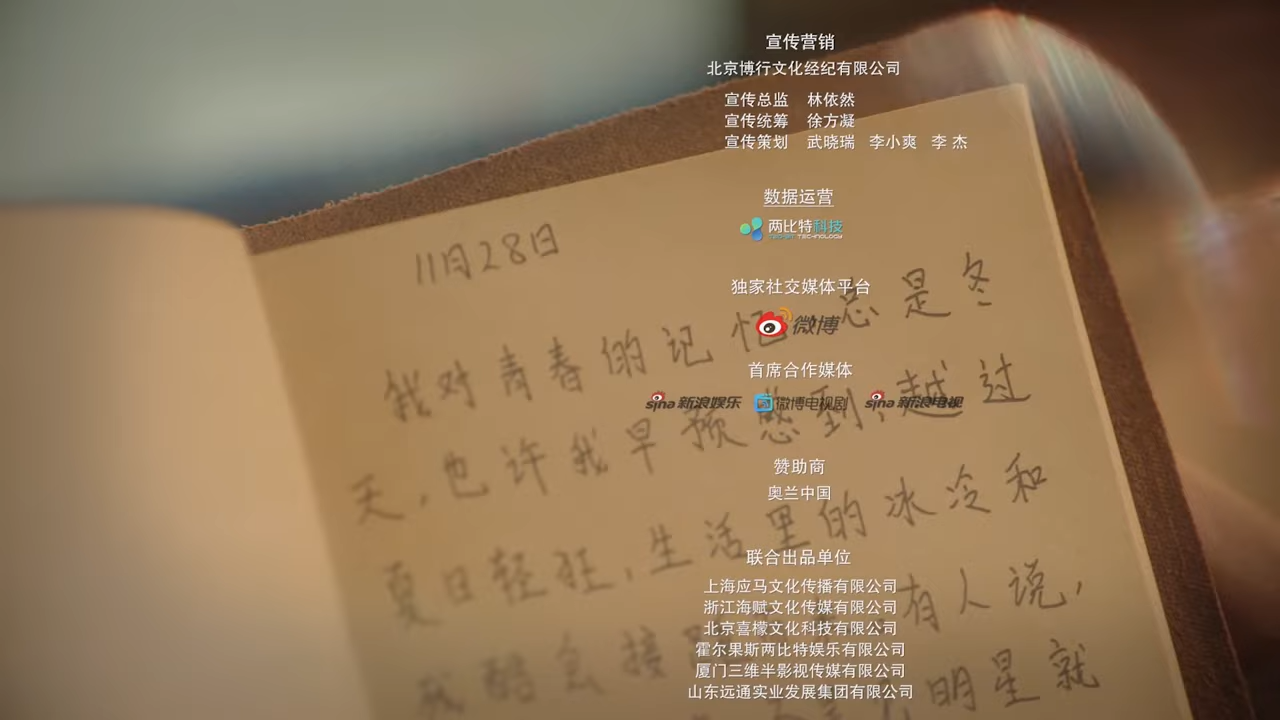 宣传营销
北京博行文化经纪有限公司
宣传总监 林依然
宣传统筹 徐方凝
宣传策划 武晓瑞 李小爽 李 杰
数据运营
两比特科技
TECHNOLOGY
独家社交媒体平台
微博
首席合作媒体
sina 新浪娱乐 微博电视剧 sina 新浪电视
赞助商
奥兰中国
联合出品单位
上海应马文化传播有限公司
浙江海赋文化传媒有限公司
北京喜檬文化科技有限公司
霍尔果斯两比特娱乐有限公司
厦门三维半影视传媒有限公司
山东远通实业发展集团有限公司
11月28日
我对青春的记忆总是冬
天,也许我早预感到,越过
夏日轻狂,生活里的冰冷和
残酷会接 有人说,
明星就